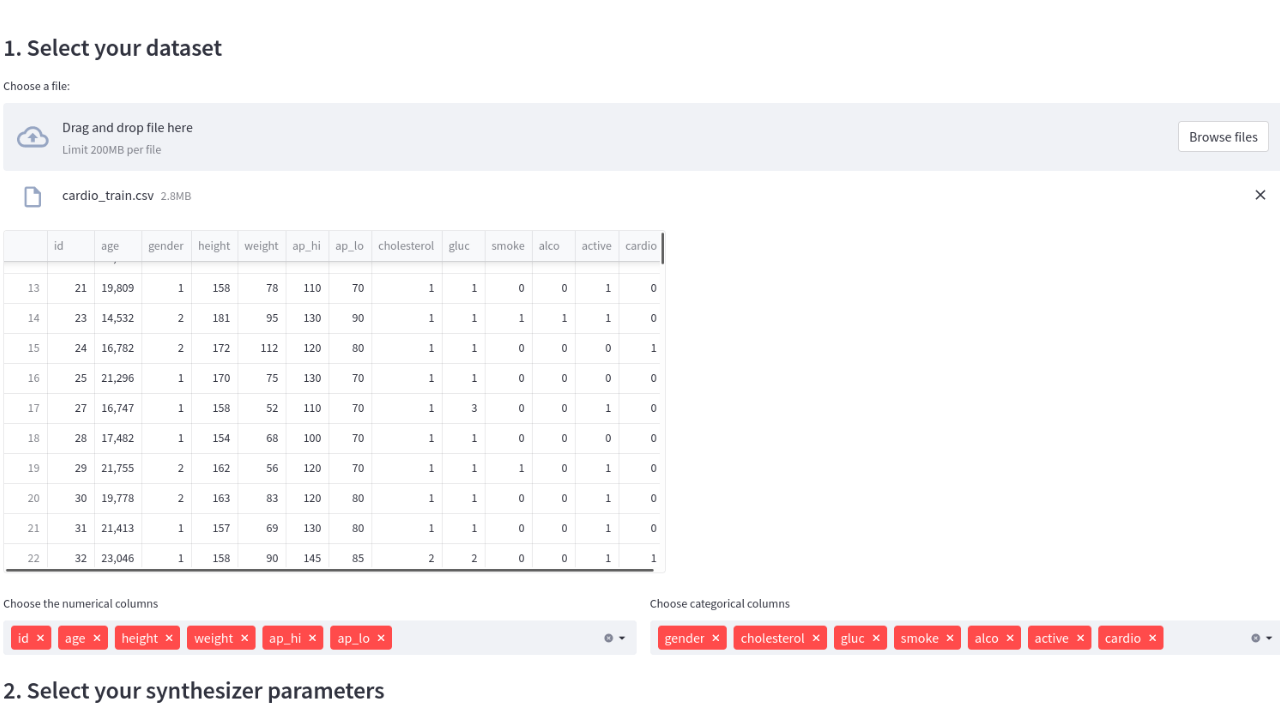 1. Select your dataset
Choose a file:
Drag and drop file here
Limit 200MB per file
Browse files
cardio_train.csv 2.8MB
id age gender height weight ap_hi ap_lo cholesterol gluc smoke alco active cardio
13 21 19,809 1 158 78 110 70 1 1 0 0 1 0
14 23 14,532 2 181 95 130 90 1 1 1 1 1 0
15 24 16,782 2 172 112 120 80 1 1 0 0 0 1
16 25 21,296 1 170 75 130 70 1 1 0 0 0 0
17 27 16,747 1 158 52 110 70 1 3 0 0 1 0
18 28 17,482 1 154 68 100 70 1 1 0 0 0 0
19 29 21,755 2 162 56 120 70 1 1 1 0 1 0
20 30 19,778 2 163 83 120 80 1 1 0 0 1 0
21 31 21,413 1 157 69 130 80 1 1 0 0 1 0
22 32 23,046 1 158 90 145 85 2 2 0 0 1 1
Choose the numerical columns
id age height weight ap_hi ap_lo
Choose categorical columns
gender cholesterol gluc smoke alco active cardio
2. Select your synthesizer parameters